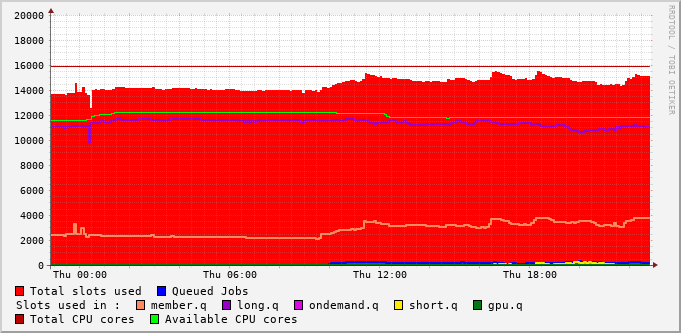 20000
18000
16000
14000
12000
10000
8000
6000
4000
2000
0
Thu 00:00 Thu 06:00 Thu 12:00 Thu 18:00
RRDTOOL / TOBI OETIKER
Total slots used Queued Jobs
Slots used in : member.q long.q ondemand.q short.q gpu.q
Total CPU cores Available CPU cores